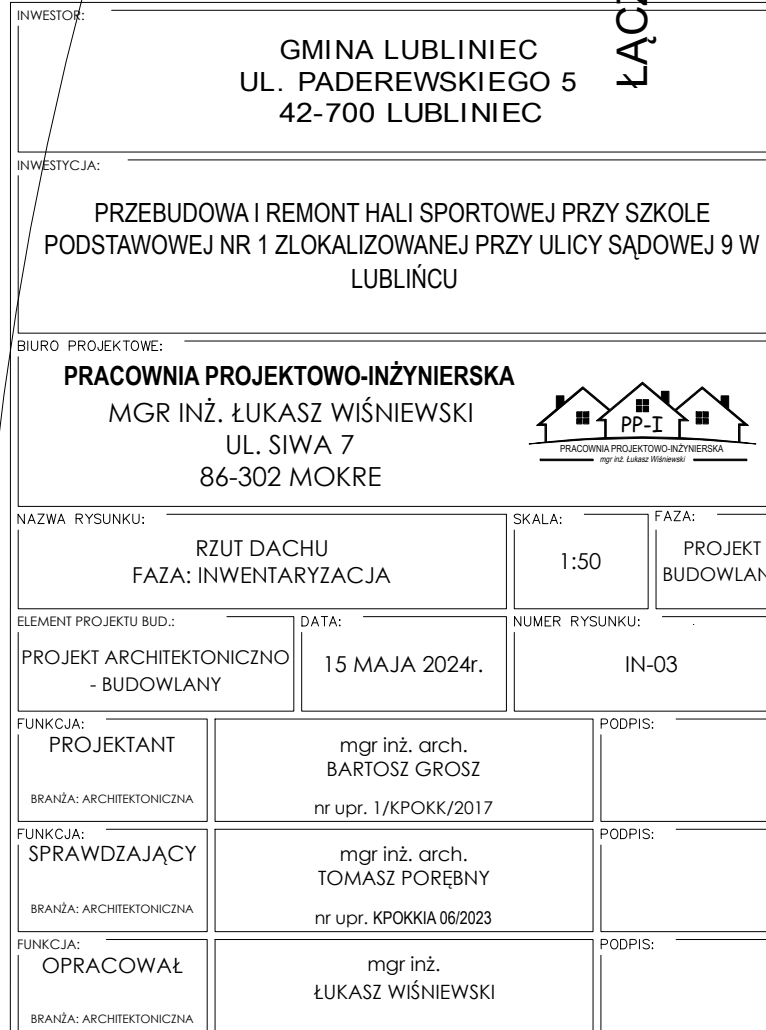 ŁĄCZ
INWESTOR:
GMINA LUBLINIEC
UL. PADEREWSKIEGO 5
42-700 LUBLINIEC
INWESTYCJA:
PRZEBUDOWA I REMONT HALI SPORTOWEJ PRZY SZKOLE
PODSTAWOWEJ NR 1 ZLOKALIZOWANEJ PRZY ULICY SĄDOWEJ 9 W
LUBLIŃCU
BIURO PROJEKTOWE:
PRACOWNIA PROJEKTOWO-INŻYNIERSKA
MGR INŻ. ŁUKASZ WIŚNIEWSKI
UL. SIWA 7
86-302 MOKRE
PP-I
PRACOWNIA PROJEKTOWO-INŻYNIERSKA
mgr inż. Łukasz Wiśniewski
NAZWA RYSUNKU:
RZUT DACHU
FAZA: INWENTARYZACJA
SKALA:
1:50
FAZA:
PROJEKT
BUDOWLAN
ELEMENT PROJEKTU BUD.:
PROJEKT ARCHITEKTONICZNO
- BUDOWLANY
DATA:
15 MAJA 2024r.
NUMER RYSUNKU:
IN-03
FUNKCJA:
PROJEKTANT
BRANŻA: ARCHITEKTONICZNA
mgr inż. arch.
BARTOSZ GROSZ
nr upr. 1/KPOKK/2017
PODPIS:
FUNKCJA:
SPRAWDZAJĄCY
BRANŻA: ARCHITEKTONICZNA
mgr inż. arch.
TOMASZ PORĘBNY
nr upr. KPOKKIA 06/2023
PODPIS:
FUNKCJA:
OPRACOWAŁ
BRANŻA: ARCHITEKTONICZNA
mgr inż.
ŁUKASZ WIŚNIEWSKI
PODPIS: